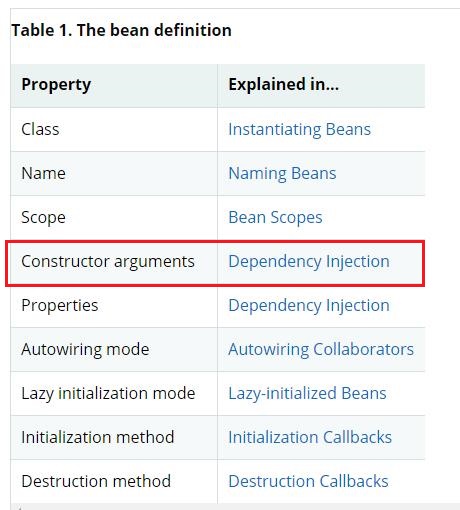 Table 1. The bean definition
Property Explained in...
Class Instantiating Beans
Name Naming Beans
Scope Bean Scopes
Constructor arguments Dependency Injection
Properties Dependency Injection
Autowiring mode Autowiring Collaborators
Lazy initialization mode Lazy-initialized Beans
Initialization method Initialization Callbacks
Destruction method Destruction Callbacks